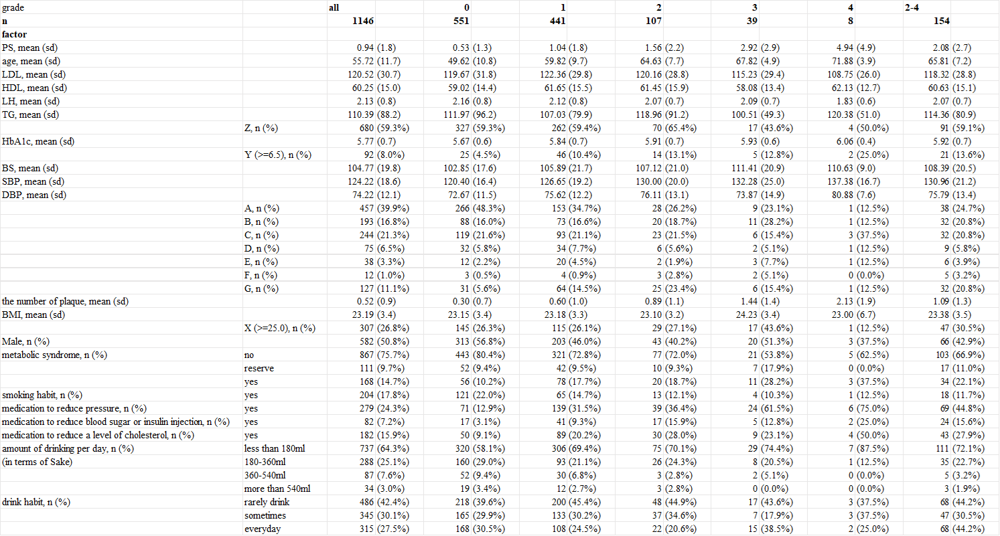 grade all 0 1 2 3 4 2-4
n 1146 551 441 107 39 8 154
factor
PS, mean (sd) 0.94 (1.8) 0.53 (1.3) 1.04 (1.8) 1.56 (2.2) 2.92 (2.9) 4.94 (4.9) 2.08 (2.7)
age, mean (sd) 55.72 (11.7) 49.62 (10.8) 59.82 (9.7) 64.63 (7.7) 67.82 (4.9) 71.88 (3.9) 65.81 (7.2)
LDL, mean (sd) 120.52 (30.7) 119.67 (31.8) 122.36 (29.8) 120.16 (28.8) 115.23 (29.4) 108.75 (26.0) 118.32 (28.8)
HDL, mean (sd) 60.25 (15.0) 59.02 (14.4) 61.65 (15.5) 61.45 (15.9) 58.08 (13.4) 62.13 (12.7) 60.63 (15.1)
LH, mean (sd) 2.13 (0.8) 2.16 (0.8) 2.12 (0.8) 2.07 (0.7) 2.09 (0.7) 1.83 (0.6) 2.07 (0.7)
TG, mean (sd) 110.39 (88.2) 111.97 (96.2) 107.03 (79.9) 118.96 (91.2) 100.51 (49.3) 120.38 (51.0) 114.36 (80.9)
Z, n (%) 680 (59.3%) 327 (59.3%) 262 (59.4%) 70 (65.4%) 17 (43.6%) 4 (50.0%) 91 (59.1%)
HbA1c, mean (sd) 5.77 (0.7) 5.67 (0.6) 5.84 (0.7) 5.91 (0.7) 5.93 (0.6) 6.06 (0.4) 5.92 (0.7)
Y (>=6.5), n (%) 92 (8.0%) 25 (4.5%) 46 (10.4%) 14 (13.1%) 5 (12.8%) 2 (25.0%) 21 (13.6%)
BS, mean (sd) 104.77 (19.8) 102.85 (17.6) 105.89 (21.7) 107.12 (21.0) 111.41 (20.9) 110.63 (9.0) 108.39 (20.5)
SBP, mean (sd) 124.22 (18.6) 120.40 (16.4) 126.65 (19.2) 130.00 (20.0) 132.28 (25.0) 137.38 (16.7) 130.96 (21.2)
DBP, mean (sd) 74.22 (12.1) 72.67 (11.5) 75.62 (12.2) 76.11 (13.1) 73.87 (14.9) 80.88 (7.6) 75.79 (13.4)
A, n (%) 457 (39.9%) 266 (48.3%) 153 (34.7%) 28 (26.2%) 9 (23.1%) 1 (12.5%) 38 (24.7%)
B, n (%) 193 (16.8%) 88 (16.0%) 73 (16.6%) 20 (18.7%) 11 (28.2%) 1 (12.5%) 32 (20.8%)
C, n (%) 244 (21.3%) 119 (21.6%) 93 (21.1%) 23 (21.5%) 6 (15.4%) 3 (37.5%) 32 (20.8%)
D, n (%) 75 (6.5%) 32 (5.8%) 34 (7.7%) 6 (5.6%) 2 (5.1%) 1 (12.5%) 9 (5.8%)
E, n (%) 38 (3.3%) 12 (2.2%) 20 (4.5%) 2 (1.9%) 3 (7.7%) 1 (12.5%) 6 (3.9%)
F, n (%) 12 (1.0%) 3 (0.5%) 4 (0.9%) 3 (2.8%) 2 (5.1%) 0 (0.0%) 5 (3.2%)
G, n (%) 127 (11.1%) 31 (5.6%) 64 (14.5%) 25 (23.4%) 6 (15.4%) 1 (12.5%) 32 (20.8%)
the number of plaque, mean (sd) 0.52 (0.9) 0.30 (0.7) 0.60 (1.0) 0.89 (1.1) 1.44 (1.4) 2.13 (1.9) 1.09 (1.3)
BMI, mean (sd) 23.19 (3.4) 23.15 (3.4) 23.18 (3.3) 23.10 (3.2) 24.23 (3.4) 23.00 (6.7) 23.38 (3.5)
X (>=25.0), n (%) 307 (26.8%) 145 (26.3%) 115 (26.1%) 29 (27.1%) 17 (43.6%) 1 (12.5%) 47 (30.5%)
Male, n (%) 582 (50.8%) 313 (56.8%) 203 (46.0%) 43 (40.2%) 20 (51.3%) 3 (37.5%) 66 (42.9%)
metabolic syndrome, n (%) no 867 (75.7%) 443 (80.4%) 321 (72.8%) 77 (72.0%) 21 (53.8%) 5 (62.5%) 103 (66.9%)
reserve 111 (9.7%) 52 (9.4%) 42 (9.5%) 10 (9.3%) 7 (17.9%) 0 (0.0%) 17 (11.0%)
yes 168 (14.7%) 56 (10.2%) 78 (17.7%) 20 (18.7%) 11 (28.2%) 3 (37.5%) 34 (22.1%)
smoking habit, n (%) yes 204 (17.8%) 121 (22.0%) 65 (14.7%) 13 (12.1%) 4 (10.3%) 1 (12.5%) 18 (11.7%)
medication to reduce pressure, n (%) yes 279 (24.3%) 71 (12.9%) 139 (31.5%) 39 (36.4%) 24 (61.5%) 6 (75.0%) 69 (44.8%)
medication to reduce blood sugar or insulin injection, n (%) yes 82 (7.2%) 17 (3.1%) 41 (9.3%) 17 (15.9%) 5 (12.8%) 2 (25.0%) 24 (15.6%)
medication to reduce a level of cholesterol, n (%) yes 182 (15.9%) 50 (9.1%) 89 (20.2%) 30 (28.0%) 9 (23.1%) 4 (50.0%) 43 (27.9%)
amount of drinking per day, n (%) less than 180ml 737 (64.3%) 320 (58.1%) 306 (69.4%) 75 (70.1%) 29 (74.4%) 7 (87.5%) 111 (72.1%)
(in terms of Sake) 180-360ml 288 (25.1%) 160 (29.0%) 93 (21.1%) 26 (24.3%) 8 (20.5%) 1 (12.5%) 35 (22.7%)
360-540ml 87 (7.6%) 52 (9.4%) 30 (6.8%) 3 (2.8%) 2 (5.1%) 0 (0.0%) 5 (3.2%)
more than 540ml 34 (3.0%) 19 (3.4%) 12 (2.7%) 3 (2.8%) 0 (0.0%) 0 (0.0%) 3 (1.9%)
drink habit, n (%) rarely drink 486 (42.4%) 218 (39.6%) 200 (45.4%) 48 (44.9%) 17 (43.6%) 3 (37.5%) 68 (44.2%)
sometimes 345 (30.1%) 165 (29.9%) 133 (30.2%) 37 (34.6%) 7 (17.9%) 3 (37.5%) 47 (30.5%)
everyday 315 (27.5%) 168 (30.5%) 108 (24.5%) 22 (20.6%) 15 (38.5%) 2 (25.0%) 68 (44.2%)